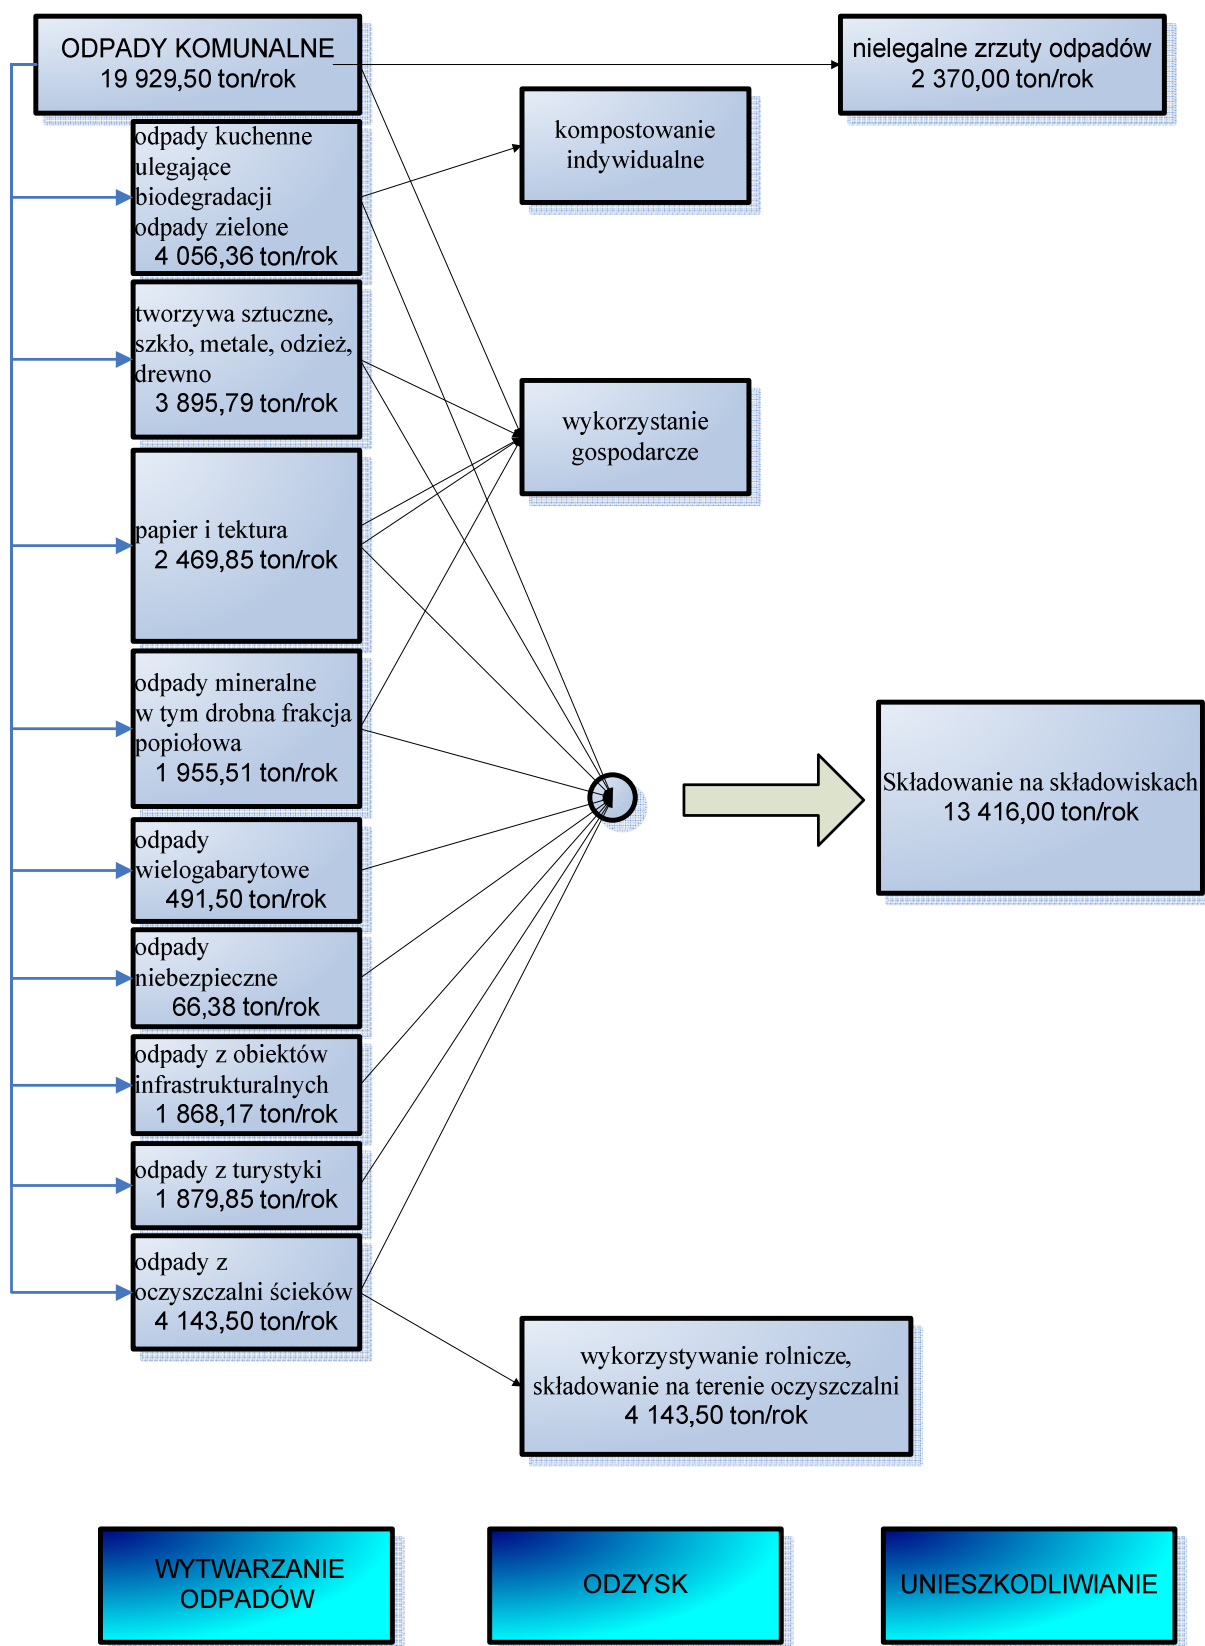 ODPADY KOMUNALNE
19 929,50 ton/rok
nielegalne zrzuty odpadów
2 370,00 ton/rok
odpady kuchenne
ulegające
biodegradacji
odpady zielone
4 056,36 ton/rok
kompostowanie
indywidualne
tworzywa sztuczne,
szkło, metale, odzież,
drewno
3 895,79 ton/rok
wykorzystanie
gospodarcze
papier i tektura
2 469,85 ton/rok
odpady mineralne
w tym drobna frakcja
popiołowa
1 955,51 ton/rok
Składowanie na składowiskach
13 416,00 ton/rok
odpady
wielogabarytowe
491,50 ton/rok
odpady
niebezpieczne
66,38 ton/rok
odpady z obiektów
infrastrukturalnych
1 868,17 ton/rok
odpady z turystyki
1 879,85 ton/rok
odpady z
oczyszczalni ścieków
4 143,50 ton/rok
wykorzystywanie rolnicze,
składowanie na terenie oczyszczalni
4 143,50 ton/rok
WYTWARZANIE
ODPADÓW
ODZYSK
UNIESZKODLIWIANIE